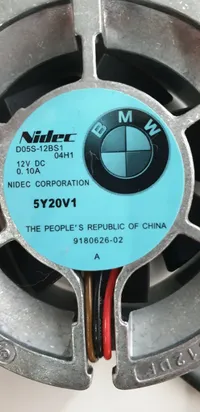 Nidec
D05S-12BS1
04H1
12V DC
0.10A
BMW
NIDEC CORPORATION
5Y20V1
THE PEOPLE'S REPUBLIC OF CHINA
9180626-02
A